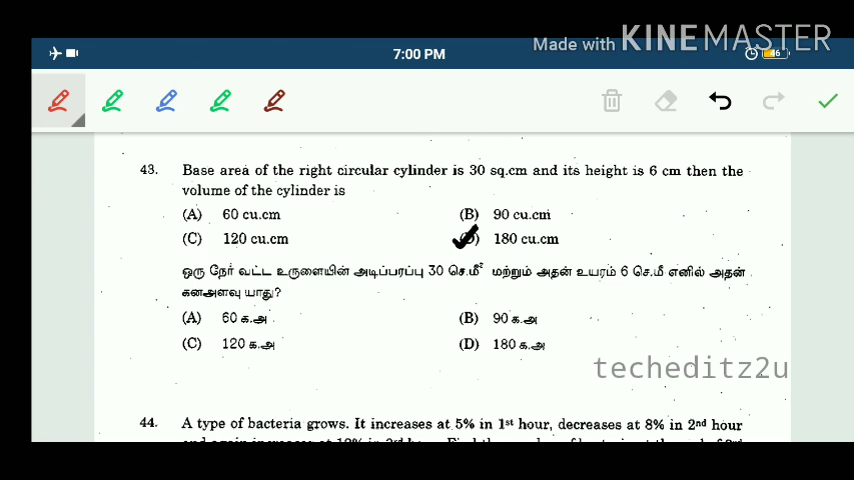 Made with KINEMASTER
7:00 PM
46
43. Base area of the right circular cylinder is 30 sq.cm and its height is 6 cm then the
volume of the cylinder is
(A) 60 cu.cm (B) 90 cu.cm
(C) 120 cu.cm (D) 180 cu.cm
ஒரு நேர் வட்ட உருளையின் அடிப்பரப்பு 30 செ.மீ² மற்றும் அதன் உயரம் 6 செ.மீ எனில் அதன்
கனஅளவு யாது?
(A) 60 க.அ (B) 90 க.அ
(C) 120 க.அ (D) 180 க.அ
techeditz2u
44. A type of bacteria grows. It increases at 5% in 1st hour, decreases at 8% in 2nd hour